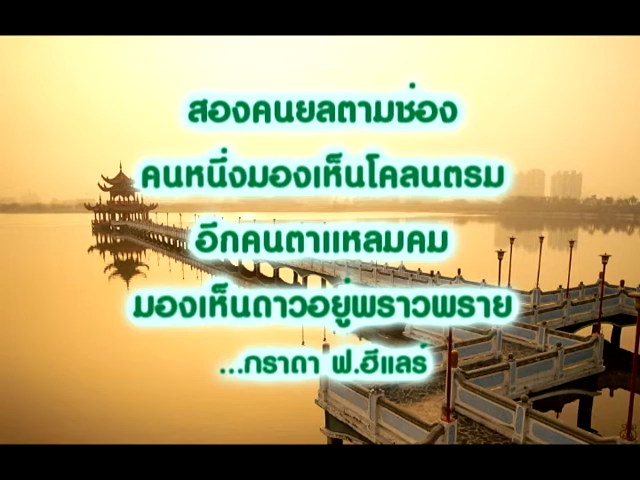 สองคนยลตามช่อง
คนหนึ่งมองเห็นโคลนตรม
อีกคนตาแหลมคม
มองเห็นดาวอยู่พราวพราย
...กราดา ฟ.ฮีแลร์